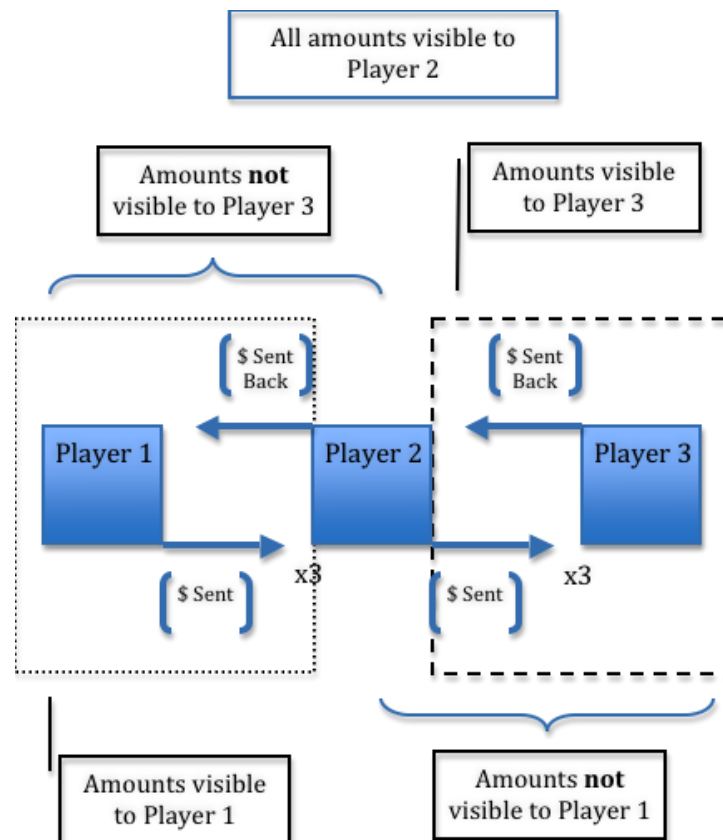 All amounts visible to
Player 2
Amounts not
visible to Player 3
Amounts visible
to Player 3
$ Sent
Back
$ Sent
Back
Player 1
Player 2
Player 3
x3
x3
$ Sent
$ Sent
Amounts visible
to Player 1
Amounts not
visible to Player 1